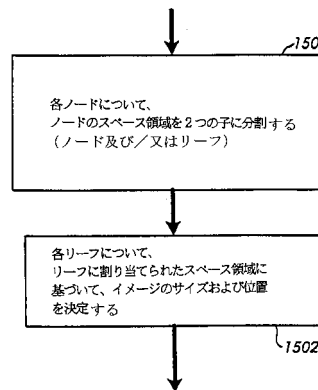 150
各ノードについて、
ノードのスペース領域を２つの子に分割する
（ノード及び／又はリーフ）
各リーフについて、
リーフに割り当てられたスペース領域に
基づいて、イメージのサイズおよび位置
を決定する
1502